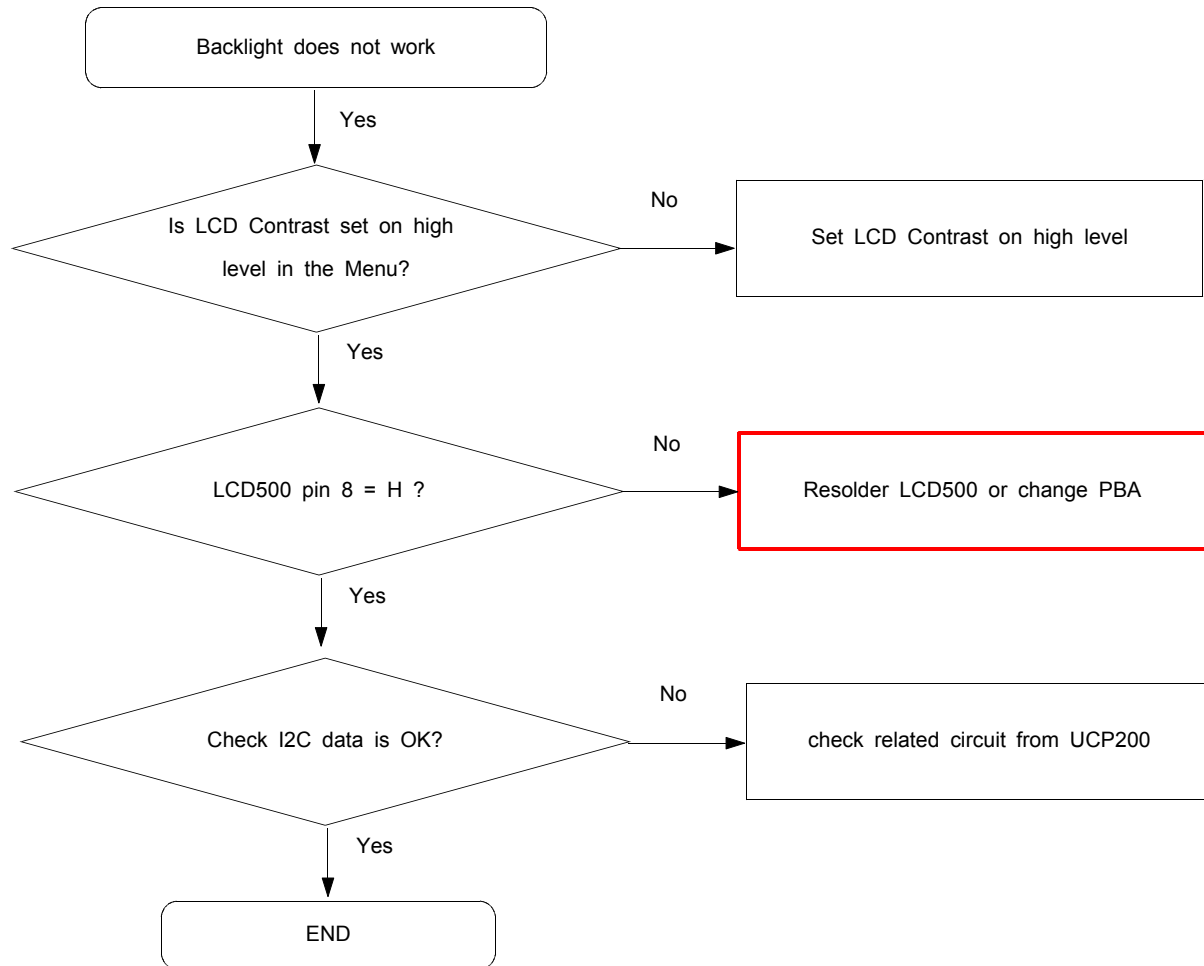 Backlight does not work
Yes
Is LCD Contrast set on high
level in the Menu?
No
Set LCD Contrast on high level
Yes
LCD500 pin 8 = H ?
No
Resolder LCD500 or change PBA
Yes
Check I2C data is OK?
No
check related circuit from UCP200
Yes
END